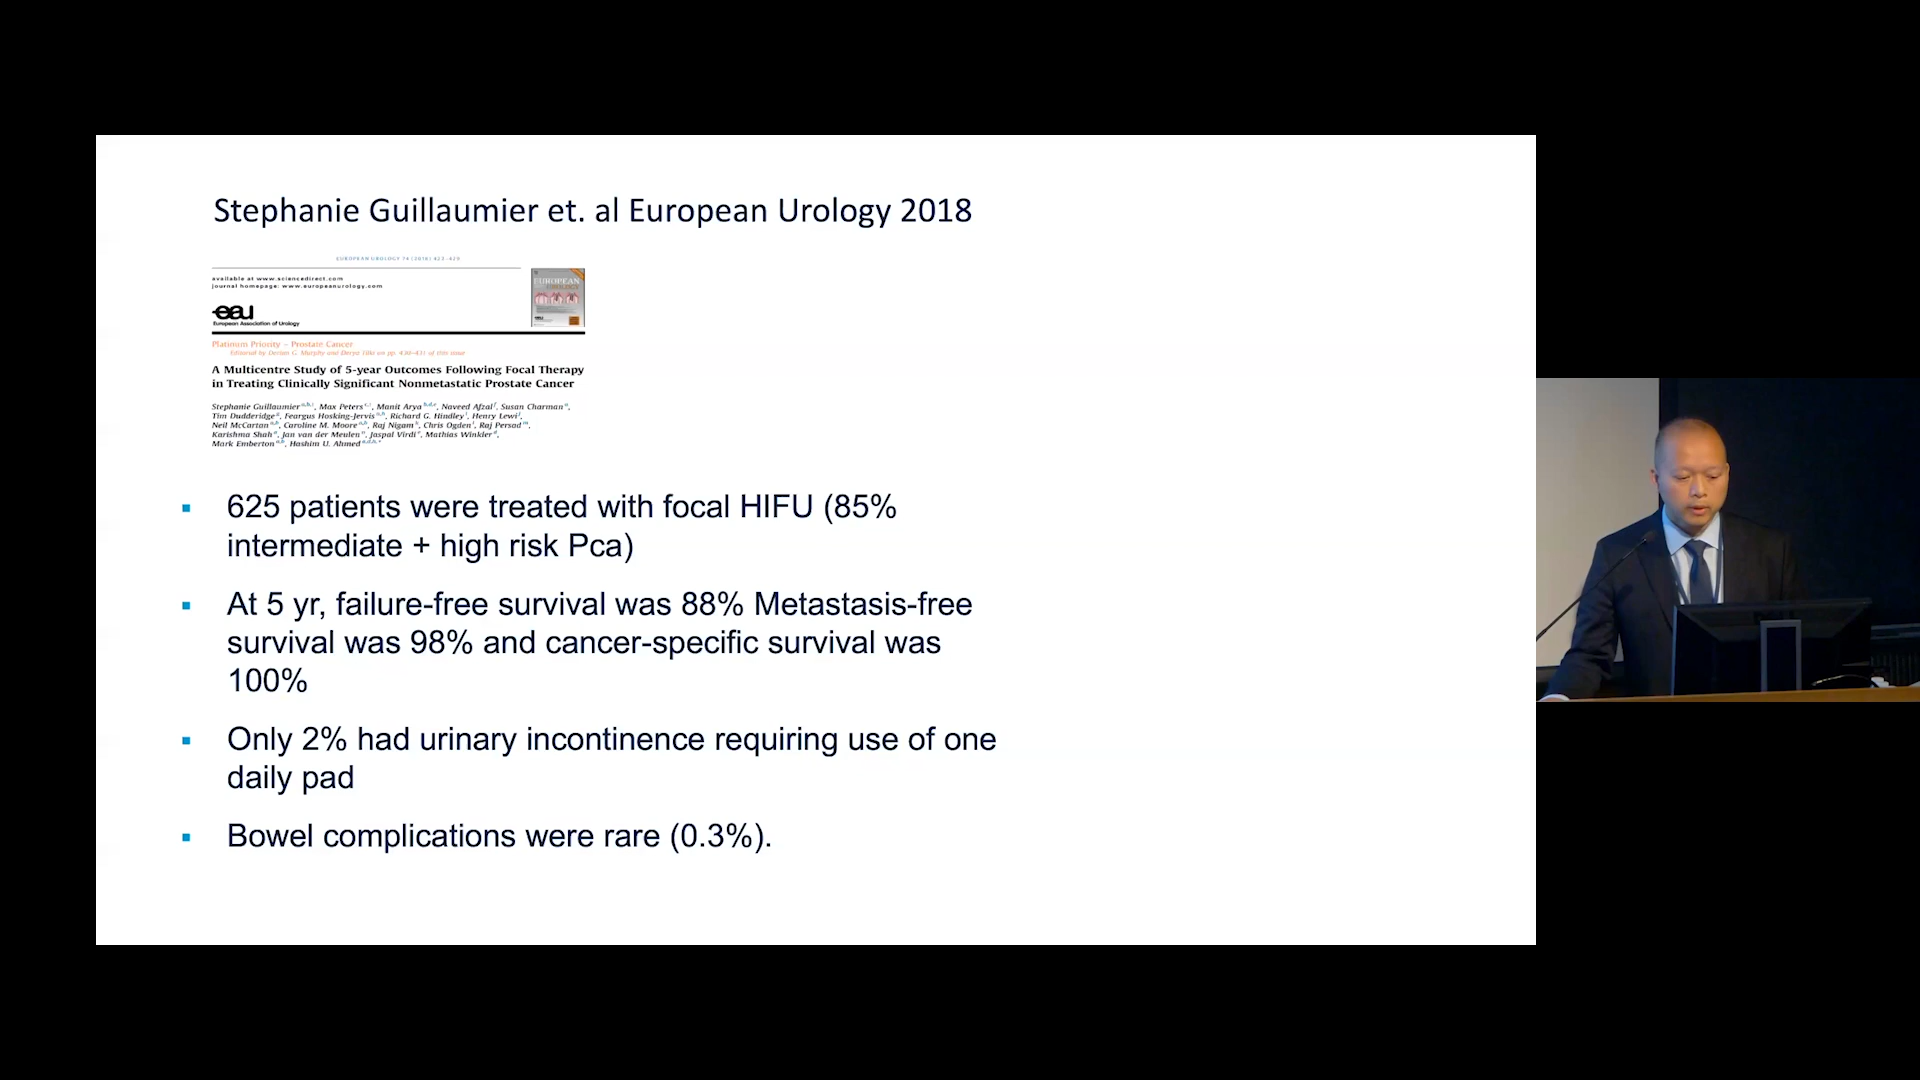 Stephanie Guillaumier et. al European Urology 2018
EUROPEAN UROLOGY 74 (2018) 422–429
available at www.sciencedirect.com
journal homepage: www.europeanurology.com
EUROPEAN
eau
European Association of Urology
Platinum Priority – Prostate Cancer
Editorial by Declan G. Murphy and Derya Tilki on pp. 430–431 of this issue
A Multicentre Study of 5-year Outcomes Following Focal Therapy
in Treating Clinically Significant Nonmetastatic Prostate Cancer
Stephanie Guillaumier, Max Peters, Manit Arya, Naveed Afzal, Susan Charman,
Tim Dudderidge, Feargus Hosking-Jervis, Richard G. Hindley, Henry Lewi,
Neil McCartan, Caroline M. Moore, Raj Nigam, Chris Ogden, Raj Persad,
Karishma Shah, Jan van der Meulen, Jaspal Virdi, Mathias Winkler,
Mark Emberton, Hashim U. Ahmed
▪ 625 patients were treated with focal HIFU (85%
intermediate + high risk Pca)
▪ At 5 yr, failure-free survival was 88% Metastasis-free
survival was 98% and cancer-specific survival was
100%
▪ Only 2% had urinary incontinence requiring use of one
daily pad
▪ Bowel complications were rare (0.3%).